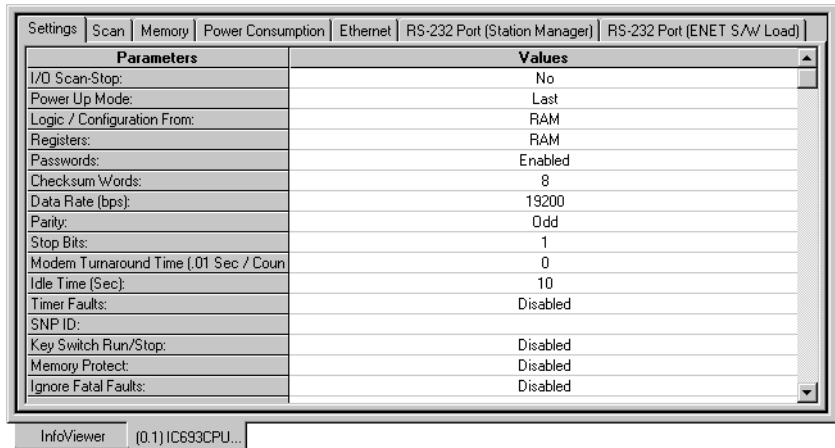 Settings Scan Memory Power Consumption Ethernet RS-232 Port (Station Manager) RS-232 Port (ENET S/W Load)
Parameters Values
I/O Scan-Stop: No
Power Up Mode: Last
Logic / Configuration From: RAM
Registers: RAM
Passwords: Enabled
Checksum Words: 8
Data Rate (bps): 19200
Parity: Odd
Stop Bits: 1
Modem Turnaround Time (.01 Sec / Coun 0
Idle Time (Sec): 10
Timer Faults: Disabled
SNP ID:
Key Switch Run/Stop: Disabled
Memory Protect: Disabled
Ignore Fatal Faults: Disabled
InfoViewer (0.1) IC693CPU...